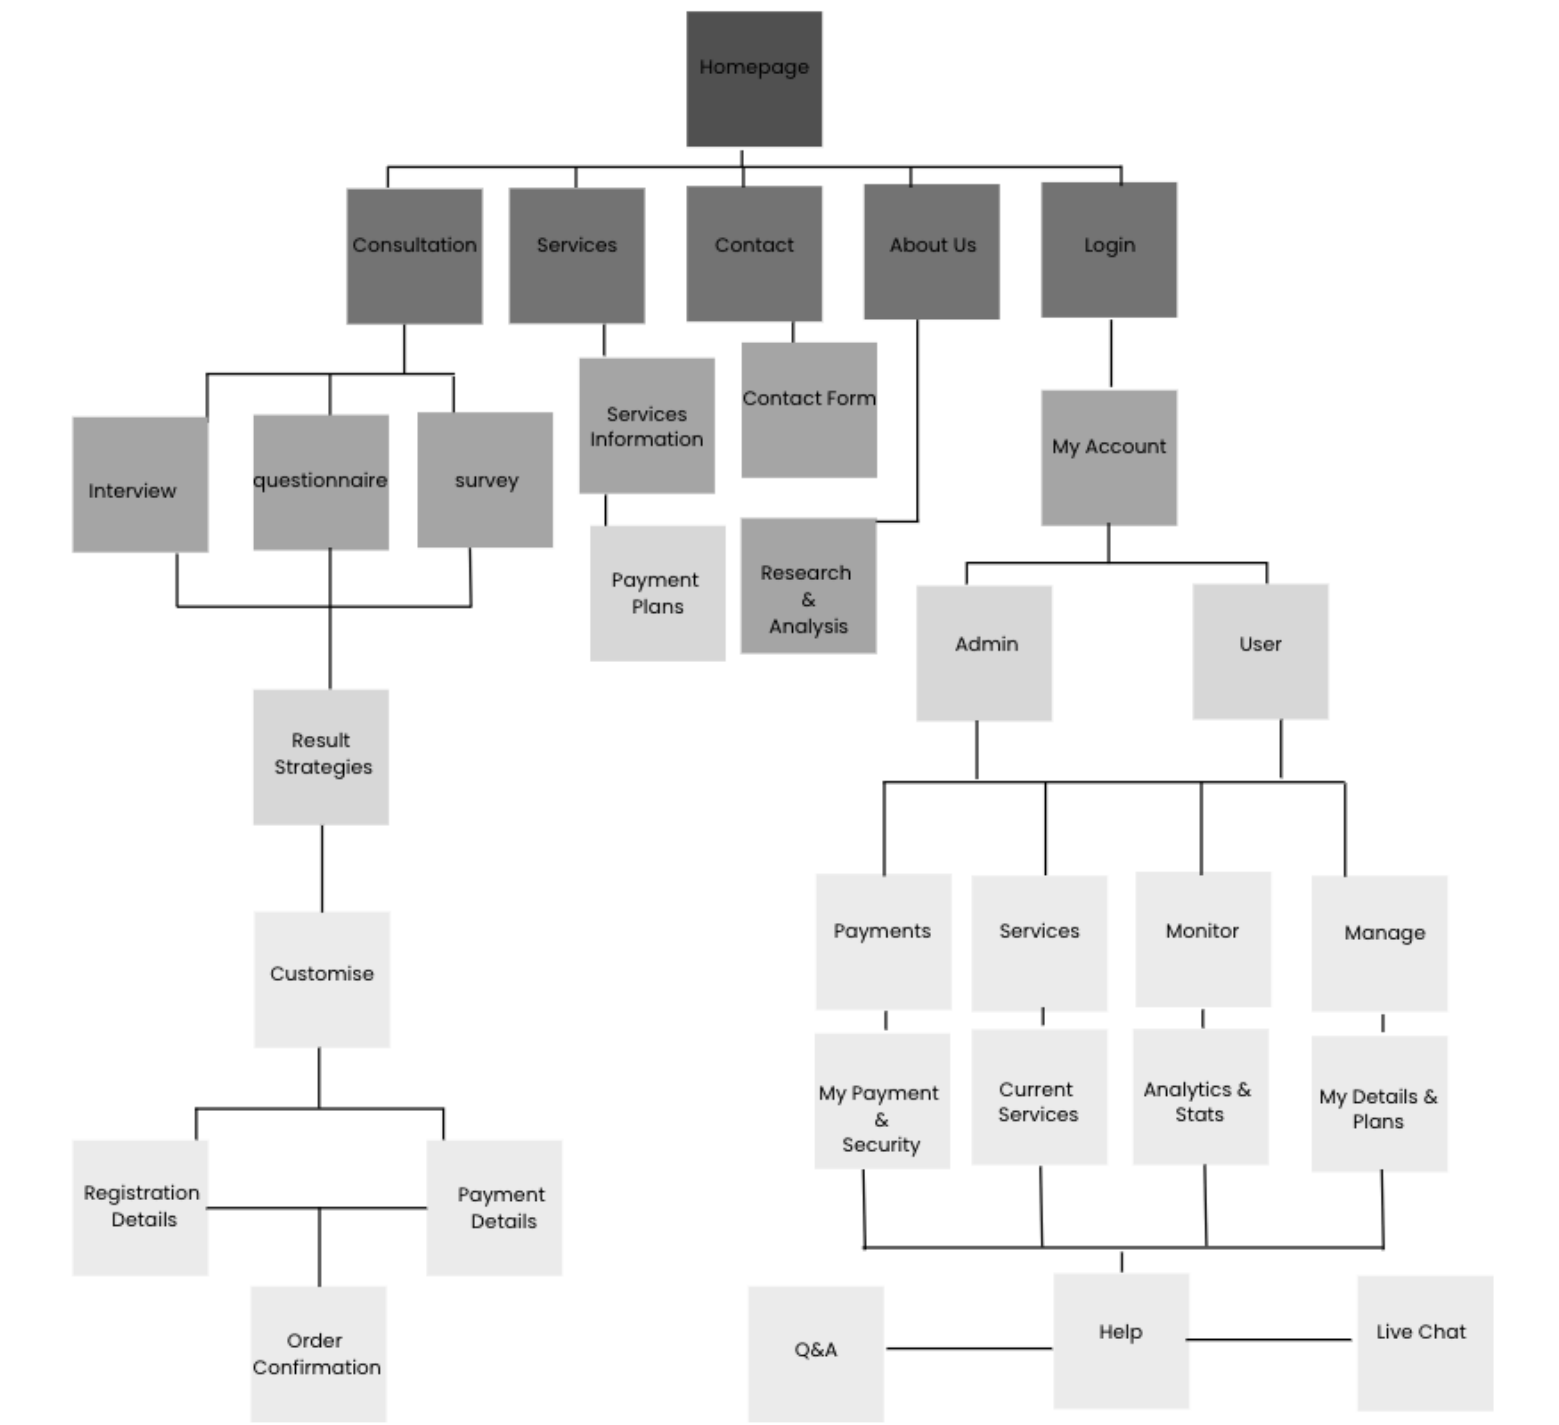 Homepage
Consultation
Services
Contact
About Us
Login
Services
Information
Contact Form
My Account
Interview
questionnaire
survey
Payment
Plans
Research
&
Analysis
Admin
User
Result
Strategies
Payments
Services
Monitor
Manage
Customise
My Payment
&
Security
Current
Services
Analytics &
Stats
My Details &
Plans
Registration
Details
Payment
Details
Order
Confirmation
Q&A
Help
Live Chat